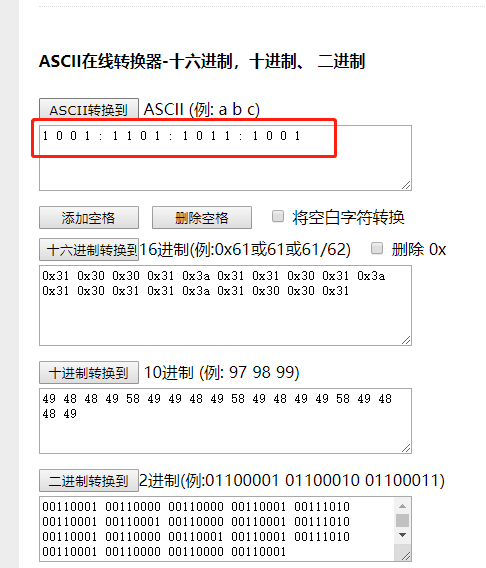 ASCII在线转换器-十六进制，十进制、 二进制
ASCII转换到 ASCII (例: a b c)
1 0 0 1 : 1 1 0 1 : 1 0 1 1 : 1 0 0 1
添加空格 删除空格 将空白字符转换
十六进制转换到 16进制(例:0x61或61或61/62) 删除 0x
0x31 0x30 0x30 0x31 0x3a 0x31 0x31 0x30 0x31 0x3a
0x31 0x30 0x31 0x31 0x3a 0x31 0x30 0x30 0x31
十进制转换到 10进制 (例: 97 98 99)
49 48 48 49 58 49 49 48 49 58 49 48 49 49 58 49 48
48 49
二进制转换到 2进制(例:01100001 01100010 01100011)
00110001 00110000 00110000 00110001 00111010
00110001 00110001 00110000 00110001 00111010
00110001 00110000 00110001 00110001 00111010
00110001 00110000 00110000 00110001